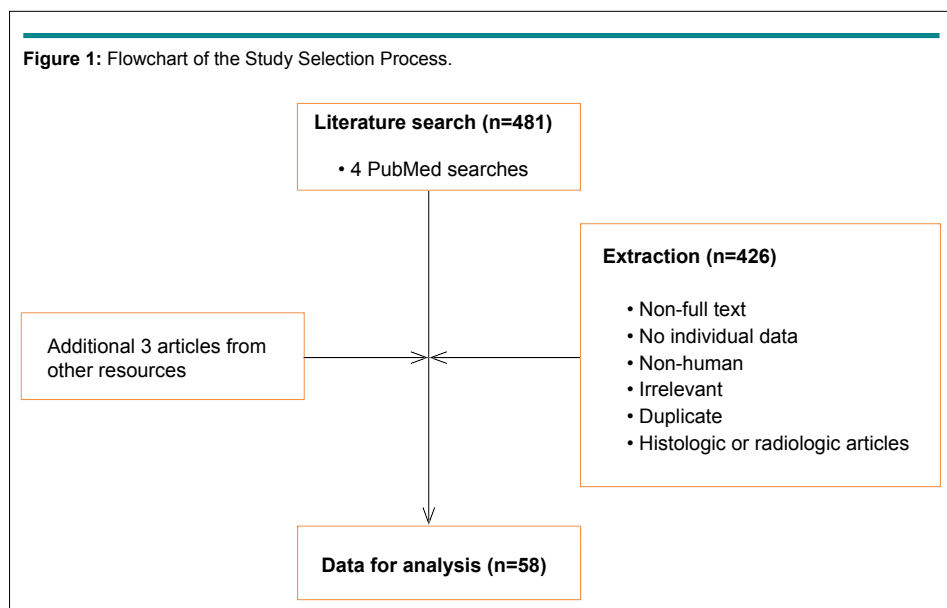 Figure 1: Flowchart of the Study Selection Process.
Literature search (n=481)
• 4 PubMed searches
Extraction (n=426)
• Non-full text
• No individual data
• Non-human
• Irrelevant
• Duplicate
• Histologic or radiologic articles
Additional 3 articles from
other resources
Data for analysis (n=58)